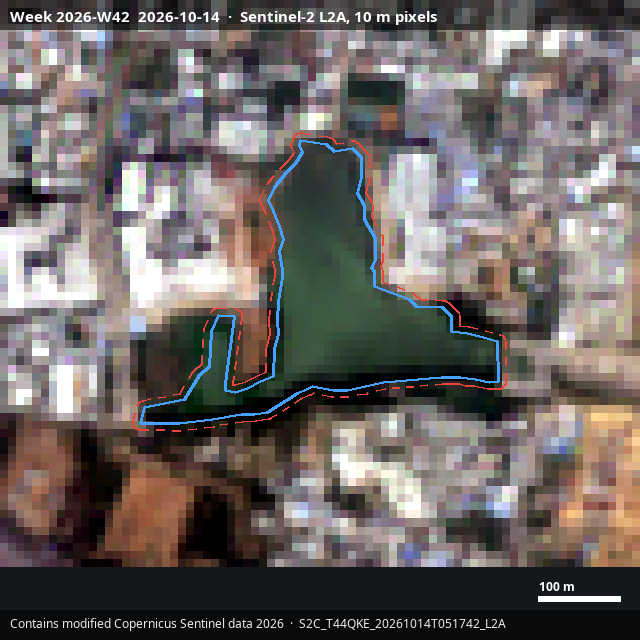 Week 2026-W42  2026-10-14  ·  Sentinel-2 L2A, 10 m pixels
100 m
Contains modified Copernicus Sentinel data 2026  ·  S2C_T44QKE_20261014T051742_L2A